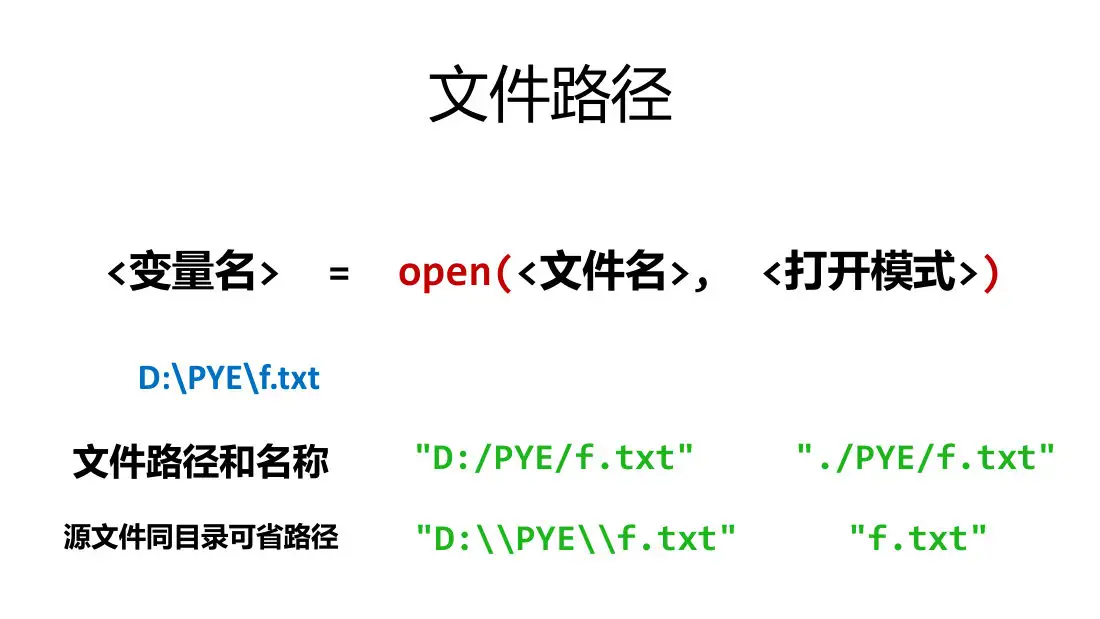 文件路径
<变量名> = open(<文件名>, <打开模式>)
D:\PYE\f.txt
文件路径和名称 "D:/PYE/f.txt" "./PYE/f.txt"
源文件同目录可省路径 "D:\\PYE\\f.txt" "f.txt"